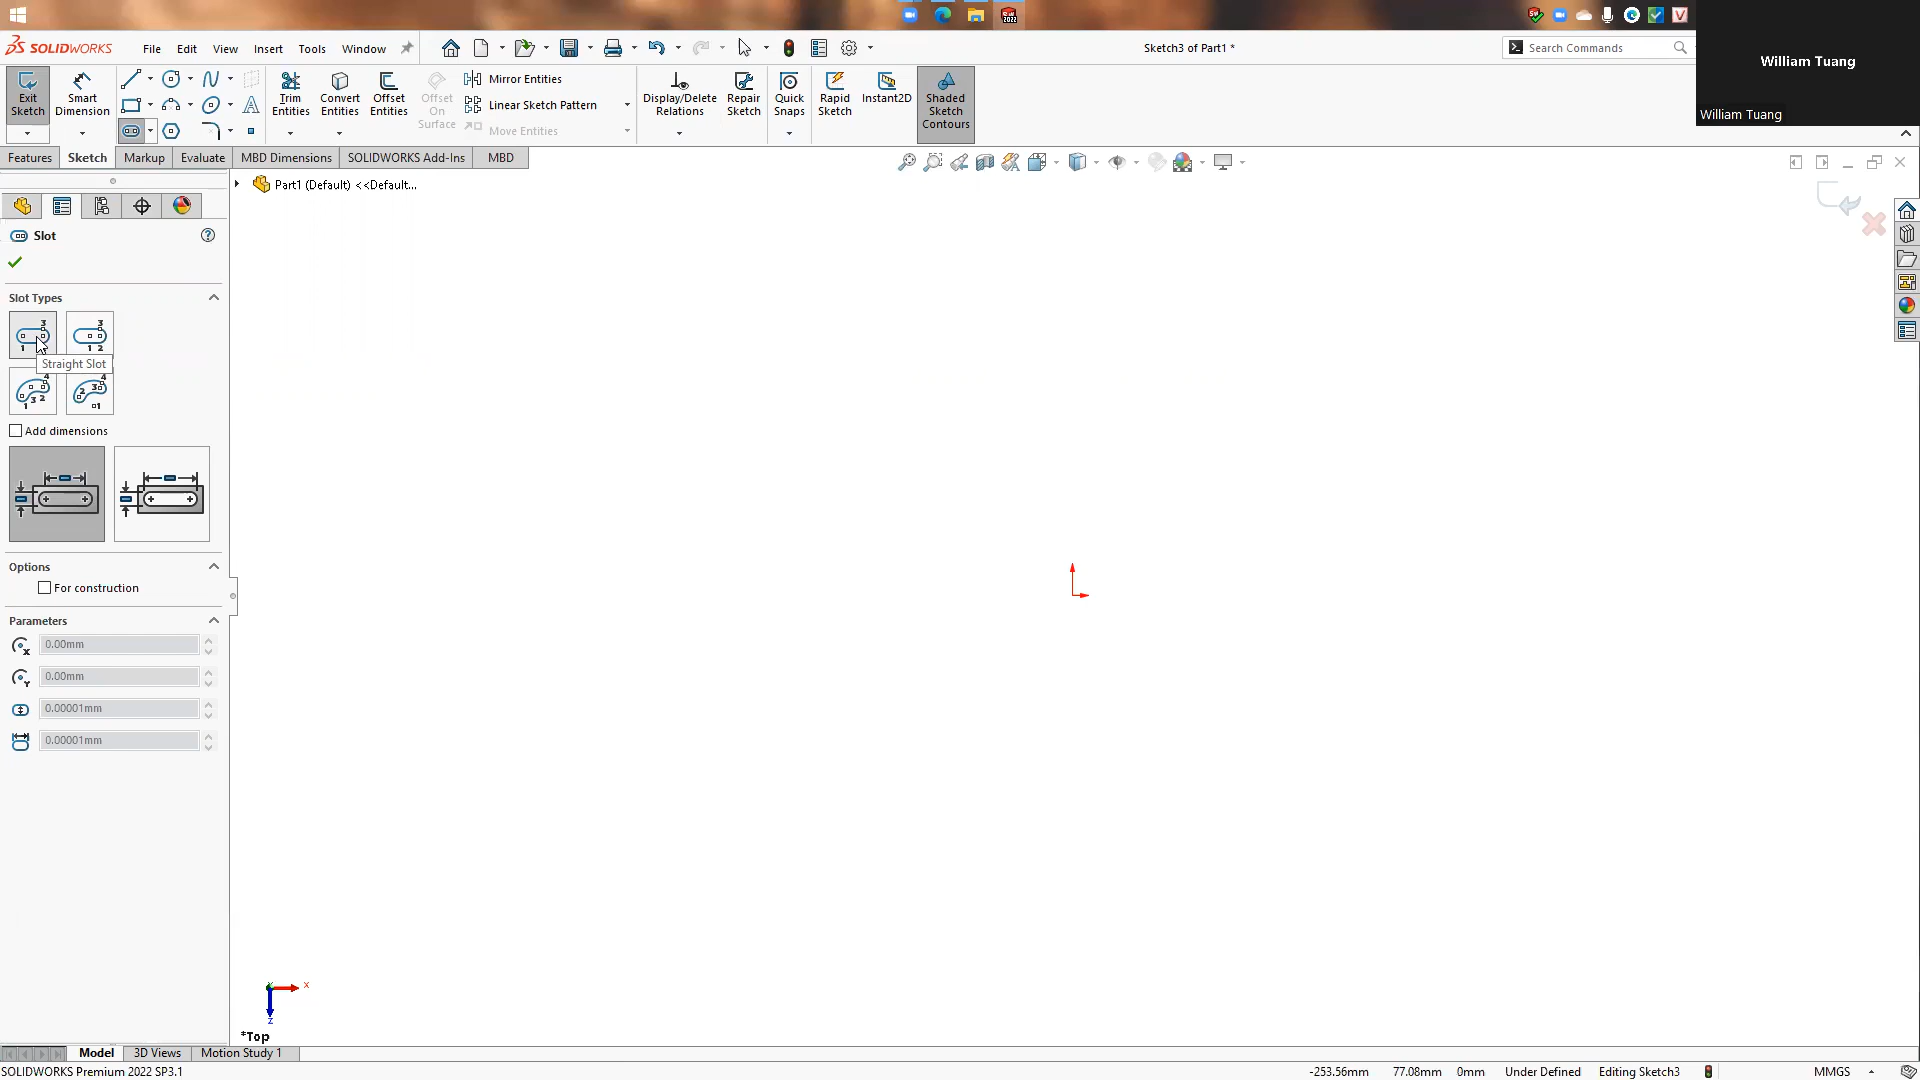 SOLIDWORKS File Edit View Insert Tools Window
Sketch3 of Part1 *
Search Commands
William Tuang
William Tuang
Exit Sketch
Smart Dimension
Trim Entities
Convert Entities
Offset Entities
Offset On Surface
Mirror Entities
Linear Sketch Pattern
Move Entities
Display/Delete Relations
Repair Sketch
Quick Snaps
Rapid Sketch
Instant2D
Shaded Sketch Contours
Features Sketch Markup Evaluate MBD Dimensions SOLIDWORKS Add-Ins MBD
Part1 (Default) <<Default...
Slot
Slot Types
Straight Slot
Add dimensions
Options
For construction
Parameters
0.00mm
0.00mm
0.00001mm
0.00001mm
x
z
*Top
Model 3D Views Motion Study 1
SOLIDWORKS Premium 2022 SP3.1
-253.56mm 77.08mm 0mm Under Defined Editing Sketch3 MMGS